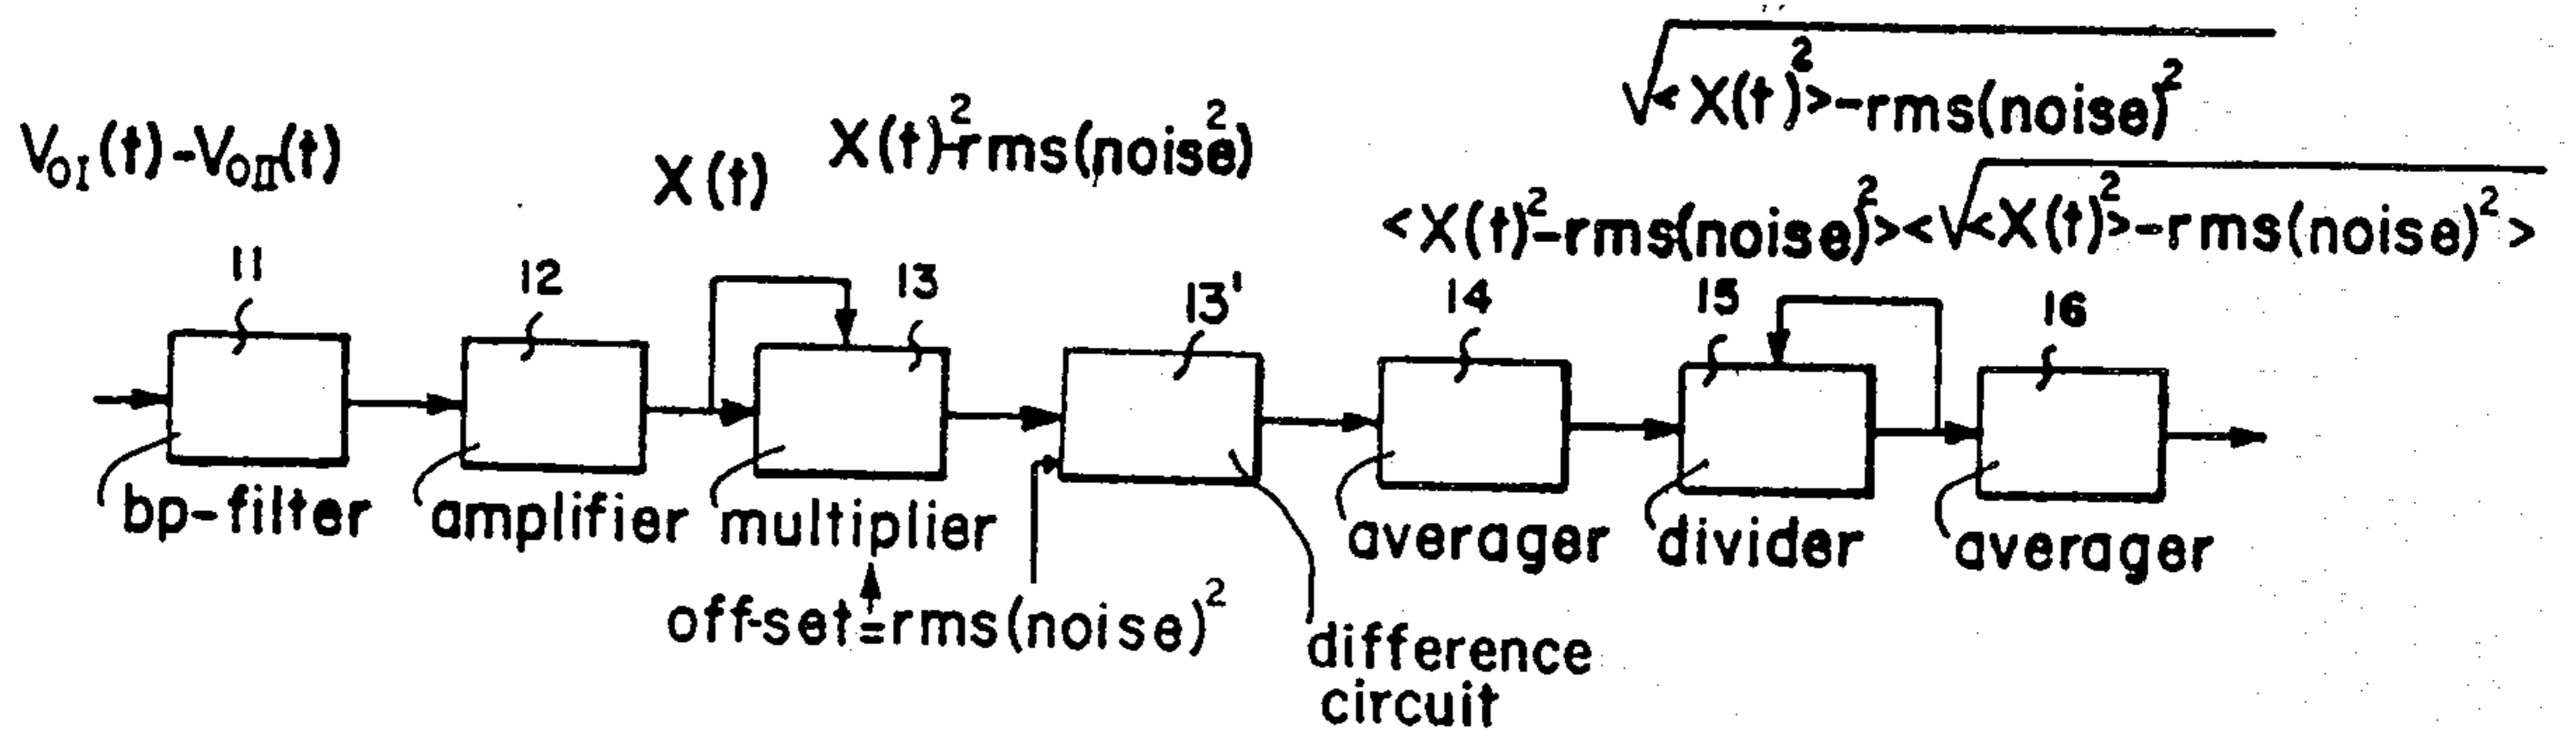 √<X(t)²>-rms(noise)²
V₀I(t)-V₀II(t)
X(t)
X(t)²-rms(noise²)
<X(t)²-rms(noise)²>
<√<X(t)²>-rms(noise)²>
11
12
13
13'
14
15
16
bp-filter
amplifier
multiplier
averager
divider
averager
off-set=rms(noise)²
difference
circuit